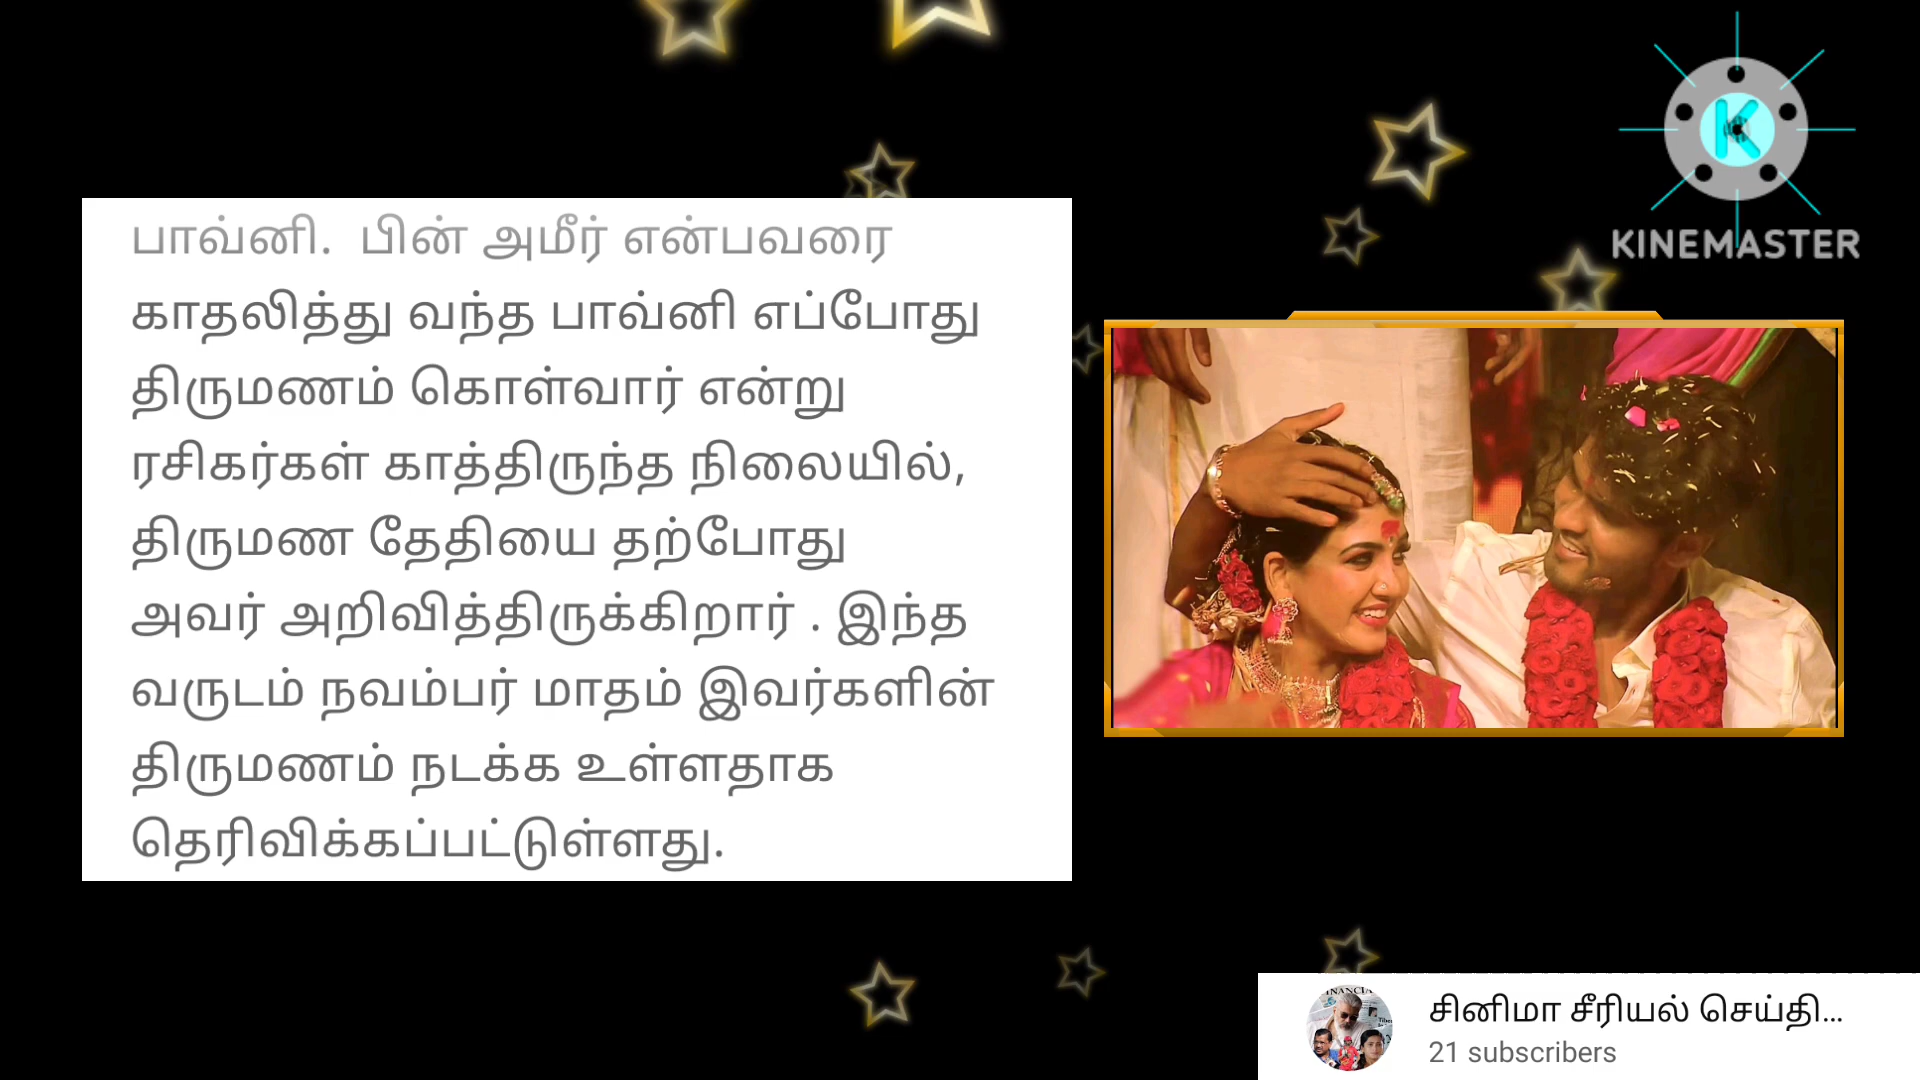 பாவ்னி. பின் அமீர் என்பவரை
காதலித்து வந்த பாவ்னி எப்போது
திருமணம் கொள்வார் என்று
ரசிகர்கள் காத்திருந்த நிலையில்,
திருமண தேதியை தற்போது
அவர் அறிவித்திருக்கிறார் . இந்த
வருடம் நவம்பர் மாதம் இவர்களின்
திருமணம் நடக்க உள்ளதாக
தெரிவிக்கப்பட்டுள்ளது.
K
KINEMASTER
சினிமா சீரியல் செய்தி...
21 subscribers